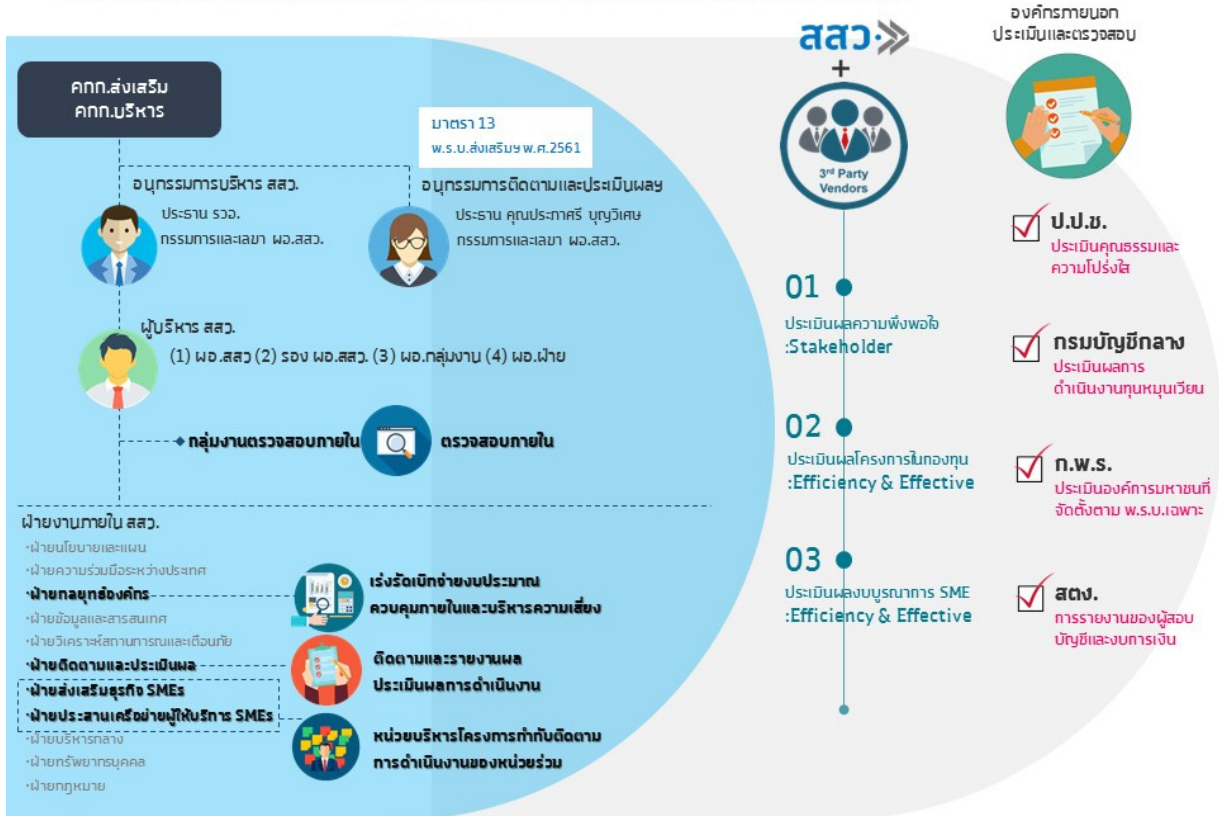 คกก.ส่งเสริม
คกก.บริหาร
มาตรา 13
พ.ร.บ.ส่งเสริมฯ พ.ศ.2561
อนุกรรมการบริหาร สสว.
ประธาน รวอ.
กรรมการและเลขา ผอ.สสว.
อนุกรรมการติดตามและประเมินผลฯ
ประธาน คุณประกาศรี บุญวิเศษ
กรรมการและเลขา ผอ.สสว.
ผู้บริหาร สสว.
(1) ผอ.สสว (2) รอง ผอ.สสว. (3) ผอ.กลุ่มงาน (4) ผอ.ฝ่าย
กลุ่มงานตรวจสอบภายใน
ตรวจสอบภายใน
ฝ่ายงานภายใน สสว.
·ฝ่ายนโยบายและแผน
·ฝ่ายความร่วมมือระหว่างประเทศ
·ฝ่ายกลยุทธ์องค์กร
·ฝ่ายข้อมูลและสารสนเทศ
·ฝ่ายวิเคราะห์สถานการณและเตือนภัย
·ฝ่ายติดตามและประเมินผล
·ฝ่ายส่งเสริมธุรกิจ SMEs
·ฝ่ายประสานเครือข่ายผู้ให้บริการ SMEs
·ฝ่ายบริหารกลาง
·ฝ่ายทรัพยากรบุคคล
·ฝ่ายกฎหมาย
เร่งรัดเบิกจ่ายงบประมาณ
ควบคุมภายในและบริหารความเสี่ยง
ติดตามและรายงานผล
ประเมินผลการดำเนินงาน
หน่วยบริหารโครงการกำกับติดตาม
การดำเนินงานของหน่วยร่วม
สสว
+
3rd Party
Vendors
01
ประเมินผลความพึงพอใจ
:Stakeholder
02
ประเมินผลโครงการในกองทุน
:Efficiency & Effective
03
ประเมินผลงบบูรณาการ SME
:Efficiency & Effective
องค์กรภายนอก
ประเมินและตรวจสอบ
ป.ป.ช.
ประเมินคุณธรรมและ
ความโปร่งใส
กรมบัญชีกลาง
ประเมินผลการ
ดำเนินงานทุนหมุนเวียน
ก.พ.ร.
ประเมินองค์การมหาชนที่
จัดตั้งตาม พ.ร.บ.เฉพาะ
สตง.
การรายงานของผู้สอบ
บัญชีและงบการเงิน